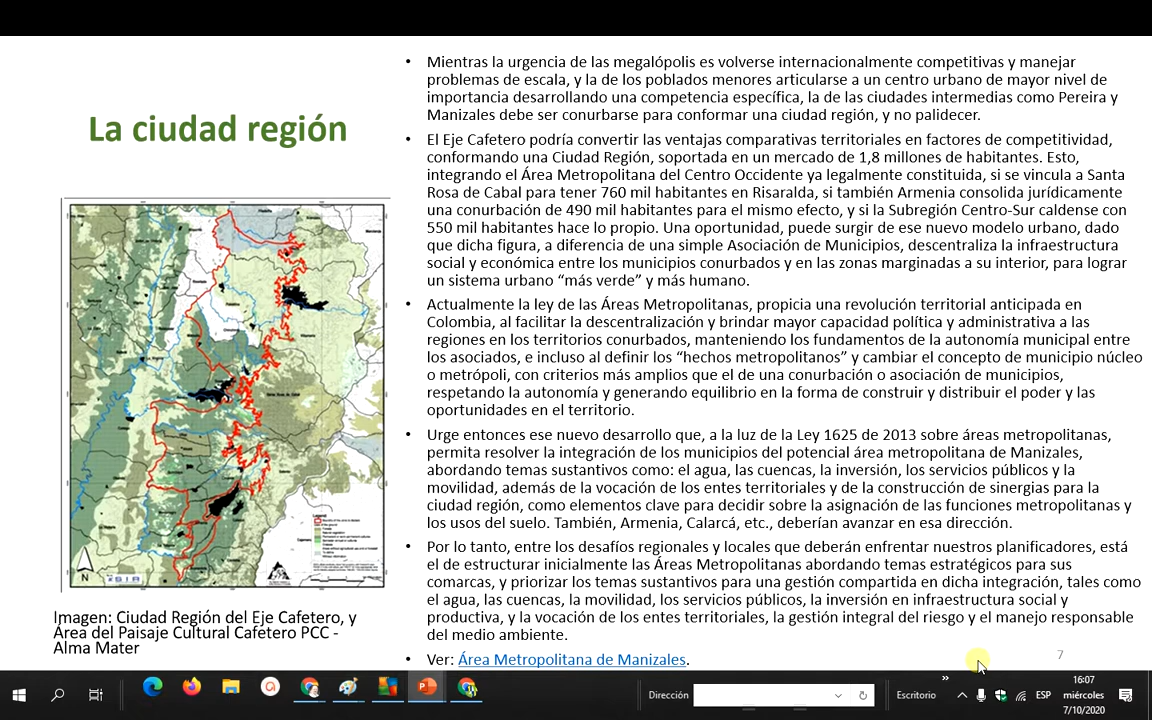 La ciudad región
• Mientras la urgencia de las megalópolis es volverse internacionalmente competitivas y manejar
problemas de escala, y la de los poblados menores articularse a un centro urbano de mayor nivel de
importancia desarrollando una competencia específica, la de las ciudades intermedias como Pereira y
Manizales debe ser conurbarse para conformar una ciudad región, y no palidecer.
• El Eje Cafetero podría convertir las ventajas comparativas territoriales en factores de competitividad,
conformando una Ciudad Región, soportada en un mercado de 1,8 millones de habitantes. Esto,
integrando el Área Metropolitana del Centro Occidente ya legalmente constituida, si se vincula a Santa
Rosa de Cabal para tener 760 mil habitantes en Risaralda, si también Armenia consolida jurídicamente
una conurbación de 490 mil habitantes para el mismo efecto, y si la Subregión Centro-Sur caldense con
550 mil habitantes hace lo propio. Una oportunidad, puede surgir de ese nuevo modelo urbano, dado
que dicha figura, a diferencia de una simple Asociación de Municipios, descentraliza la infraestructura
social y económica entre los municipios conurbados y en las zonas marginadas a su interior, para lograr
un sistema urbano “más verde” y más humano.
• Actualmente la ley de las Áreas Metropolitanas, propicia una revolución territorial anticipada en
Colombia, al facilitar la descentralización y brindar mayor capacidad política y administrativa a las
regiones en los territorios conurbados, manteniendo los fundamentos de la autonomía municipal entre
los asociados, e incluso al definir los “hechos metropolitanos” y cambiar el concepto de municipio núcleo
o metrópoli, con criterios más amplios que el de una conurbación o asociación de municipios,
respetando la autonomía y generando equilibrio en la forma de construir y distribuir el poder y las
oportunidades en el territorio.
• Urge entonces ese nuevo desarrollo que, a la luz de la Ley 1625 de 2013 sobre áreas metropolitanas,
permita resolver la integración de los municipios del potencial área metropolitana de Manizales,
abordando temas sustantivos como: el agua, las cuencas, la inversión, los servicios públicos y la
movilidad, además de la vocación de los entes territoriales y de la construcción de sinergias para la
ciudad región, como elementos clave para decidir sobre la asignación de las funciones metropolitanas y
los usos del suelo. También, Armenia, Calarcá, etc., deberían avanzar en esa dirección.
• Por lo tanto, entre los desafíos regionales y locales que deberán enfrentar nuestros planificadores, está
el de estructurar inicialmente las Áreas Metropolitanas abordando temas estratégicos para sus
comarcas, y priorizar los temas sustantivos para una gestión compartida en dicha integración, tales como
el agua, las cuencas, la movilidad, los servicios públicos, la inversión en infraestructura social y
productiva, y la vocación de los entes territoriales, la gestión integral del riesgo y el manejo responsable
del medio ambiente.
• Ver: Área Metropolitana de Manizales.
N
Imagen: Ciudad Región del Eje Cafetero, y
Área del Paisaje Cultural Cafetero PCC -
Alma Mater
7
Dirección
Escritorio
ESP
16:07
miércoles
7/10/2020